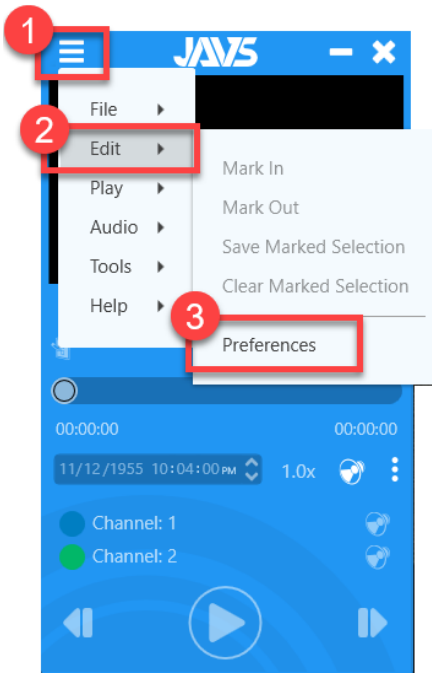 1
JAVS
File
2
Edit
Play
Audio
Tools
Help
Mark In
Mark Out
Save Marked Selection
Clear Marked Selection
3
Preferences
00:00:00
00:00:00
11/12/1955 10:04:00 PM
1.0x
Channel: 1
Channel: 2